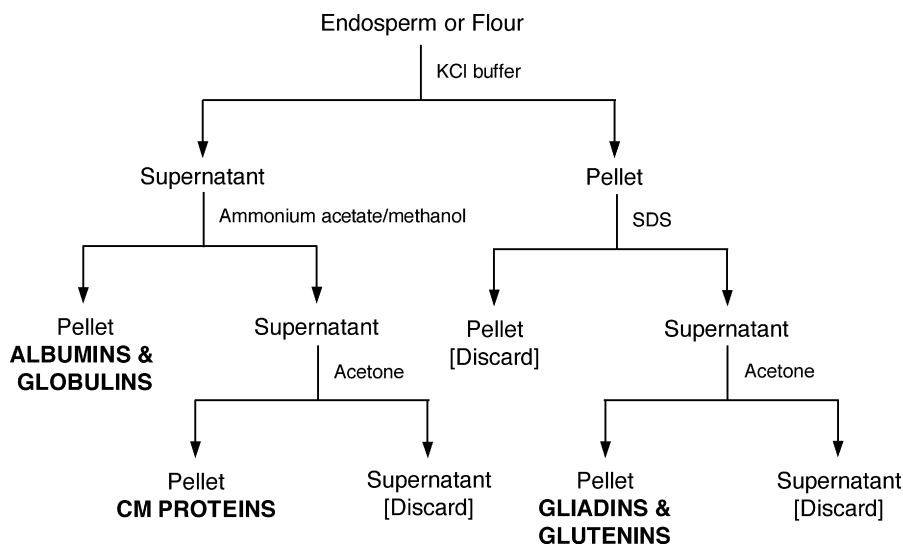 Endosperm or Flour
KCl buffer
Supernatant
Pellet
Ammonium acetate/methanol
SDS
Pellet
ALBUMINS &
GLOBULINS
Supernatant
Pellet
[Discard]
Supernatant
Acetone
Acetone
Pellet
CM PROTEINS
Supernatant
[Discard]
Pellet
GLIADINS &
GLUTENINS
Supernatant
[Discard]